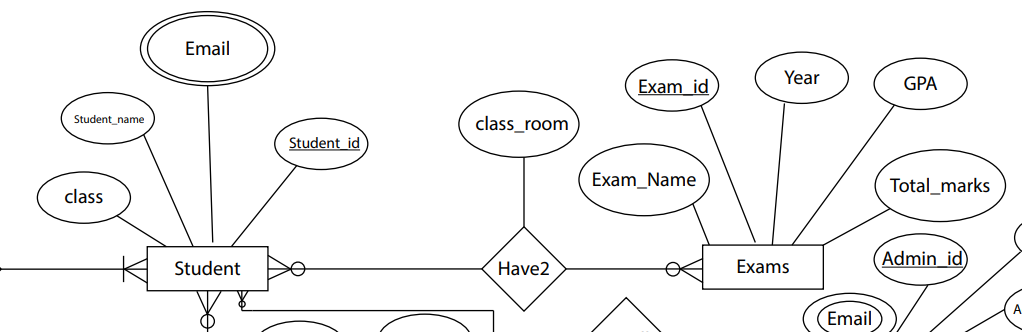 Email
Student_name
Student_id
class
Student
class_room
Have2
Exam_id
Year
GPA
Exam_Name
Total_marks
Exams
Admin_id
Email
A